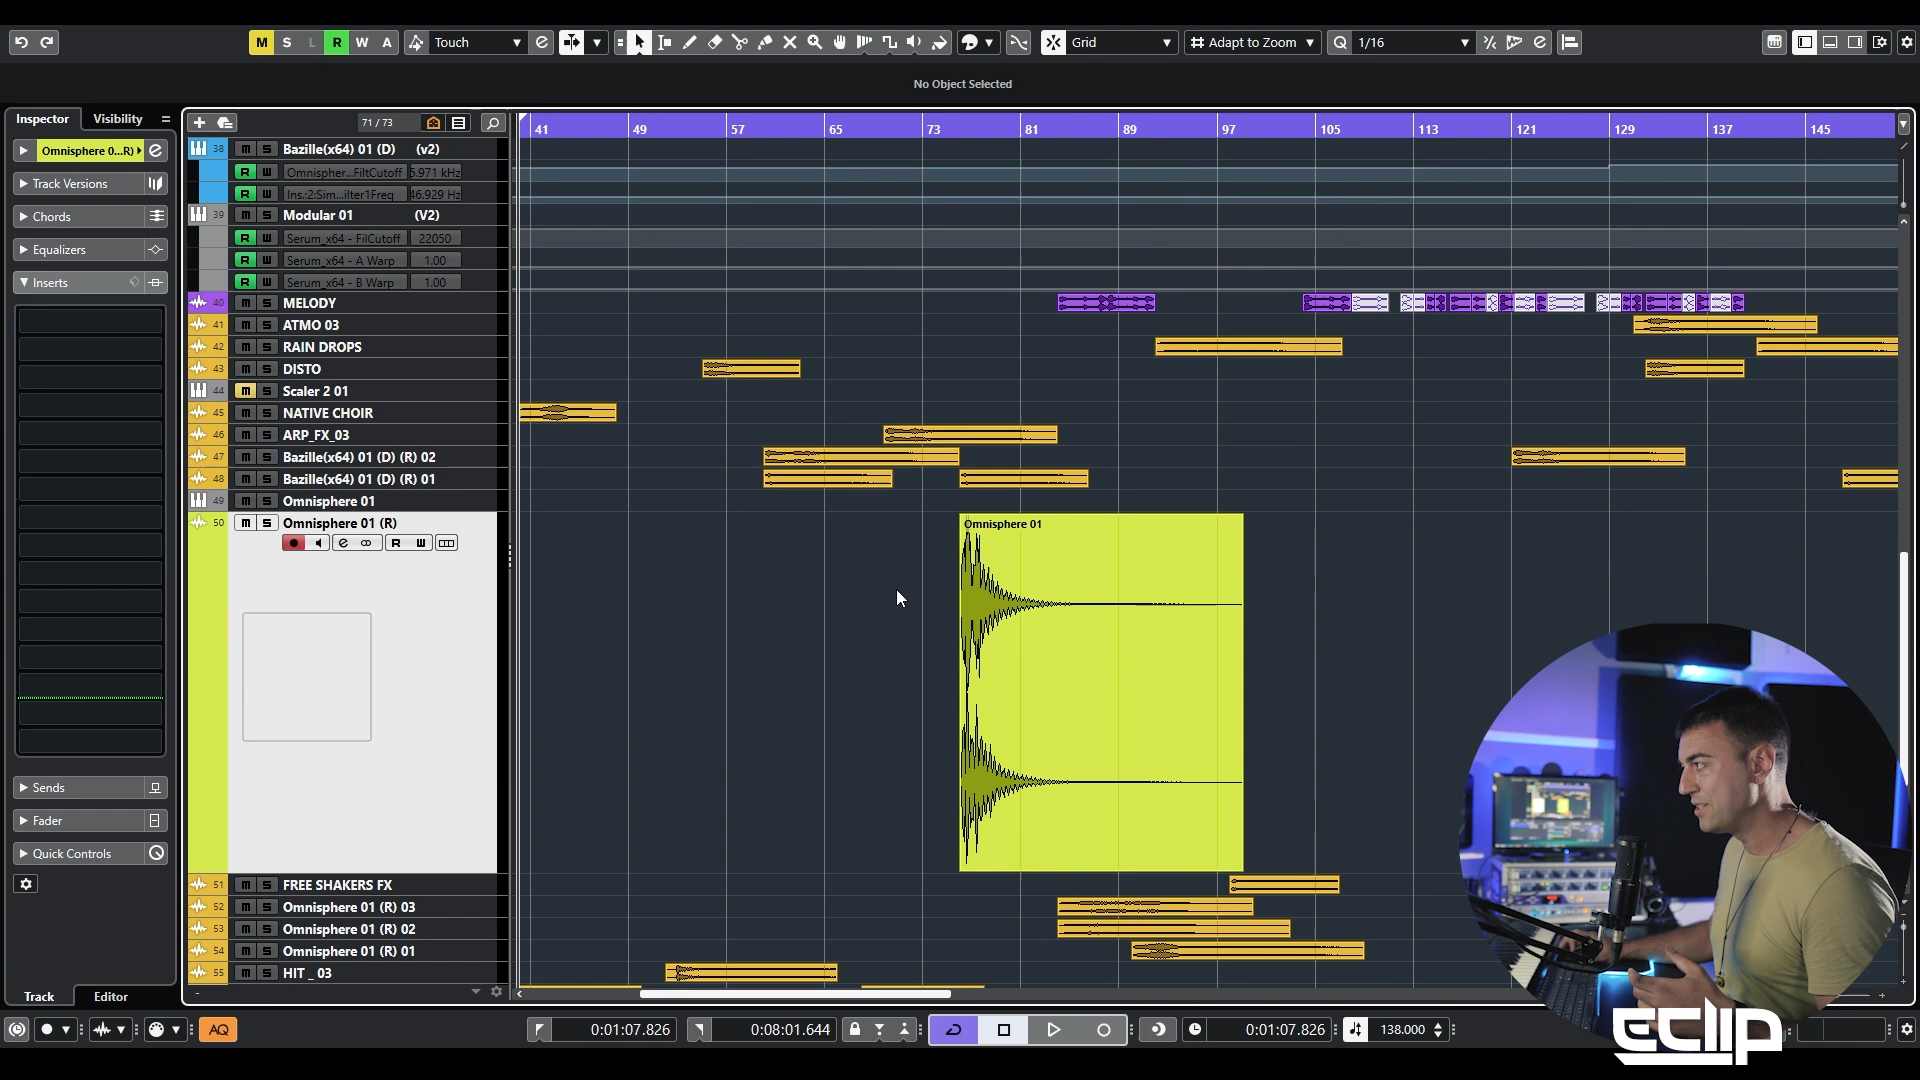 M S L R W A Touch Grid Adapt to Zoom Q 1/16
No Object Selected
Inspector Visibility
71 / 73
41 49 57 65 73 81 89 97 105 113 121 129 137 145
Omnisphere 0...R)
Track Versions
Chords
Equalizers
Inserts
Sends
Fader
Quick Controls
Track Editor
38 m S Bazille(x64) 01 (D) (v2)
R W Omnispher...FiltCutoff 5.971 kHz
R W Ins.:2:Sim...ilter1Freq 46.929 Hz
39 m S Modular 01 (V2)
R W Serum_x64 - FilCutoff 22050
R W Serum_x64 - A Warp 1.00
R W Serum_x64 - B Warp 1.00
40 m S MELODY
41 m S ATMO 03
42 m S RAIN DROPS
43 m S DISTO
44 m S Scaler 2 01
45 m S NATIVE CHOIR
46 m S ARP_FX_03
47 m S Bazille(x64) 01 (D) (R) 02
48 m S Bazille(x64) 01 (D) (R) 01
49 m S Omnisphere 01
50 m S Omnisphere 01 (R)
R W
Omnisphere 01
51 m S FREE SHAKERS FX
52 m S Omnisphere 01 (R) 03
53 m S Omnisphere 01 (R) 02
54 m S Omnisphere 01 (R) 01
55 m S HIT _ 03
AQ 0:01:07.826 0:08:01.644 0:01:07.826 138.000
ECLIP